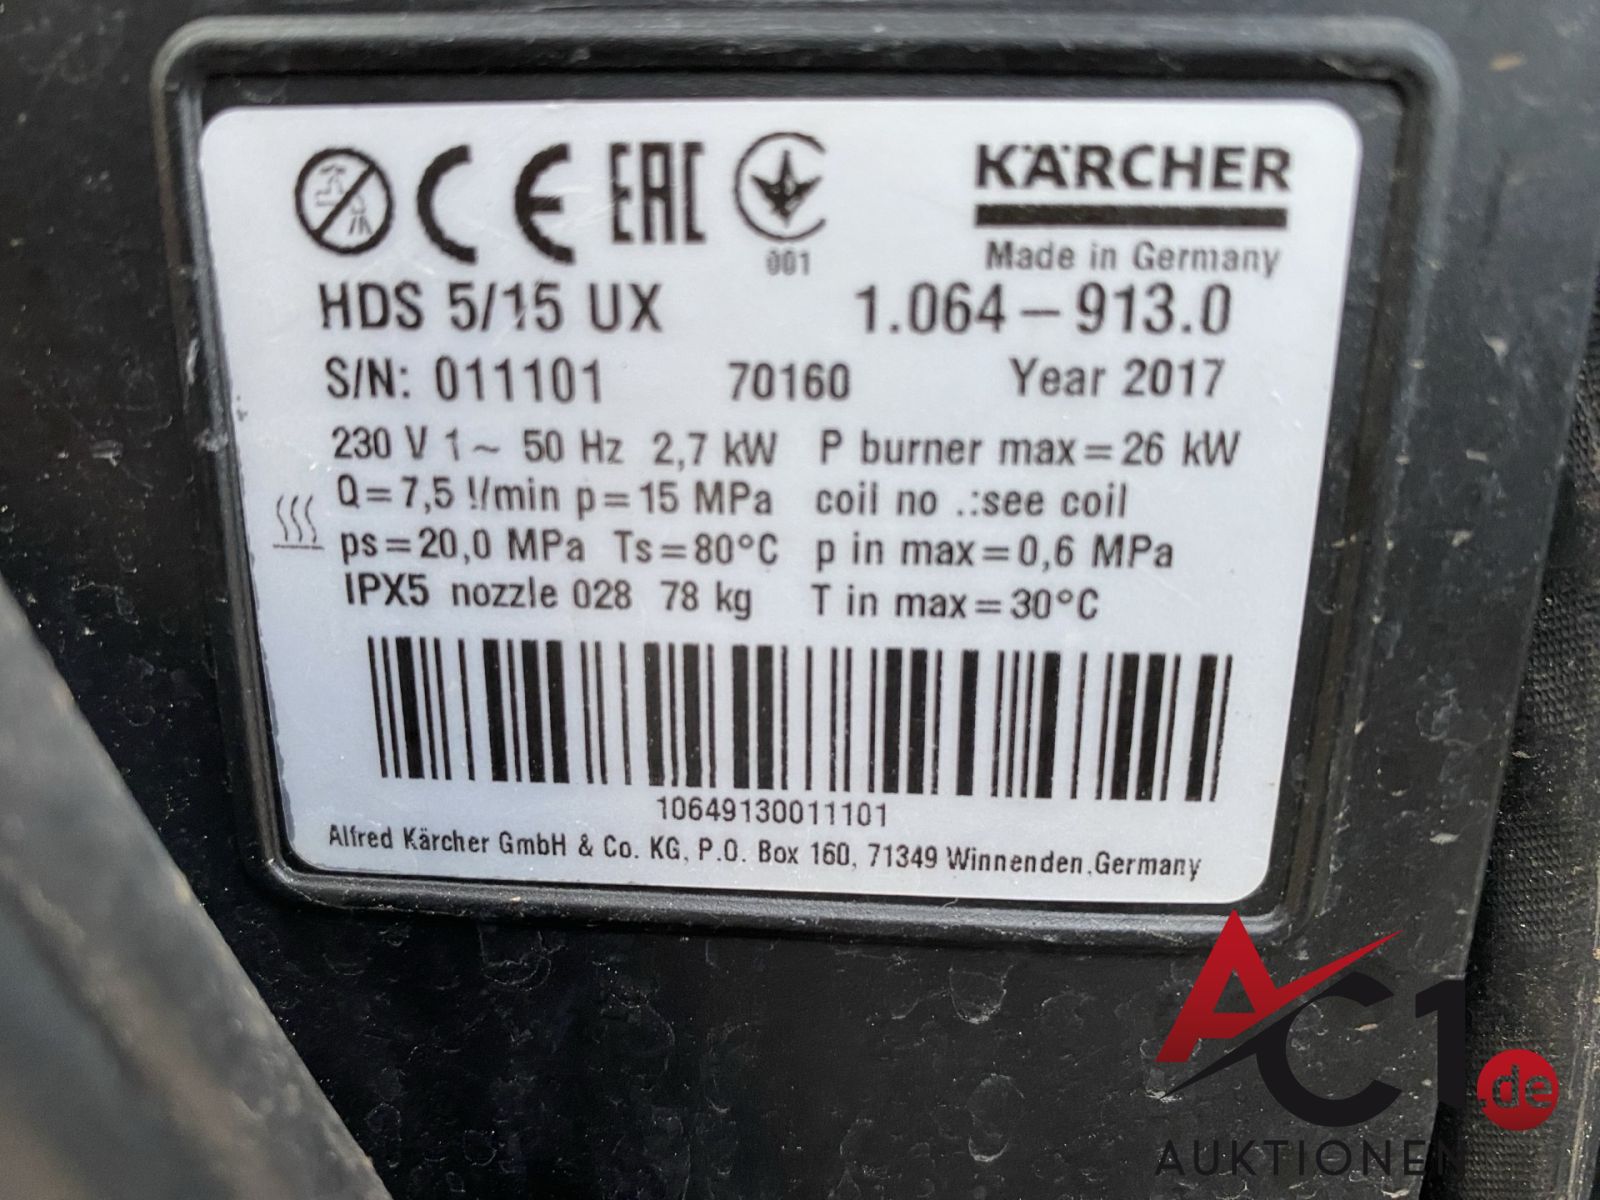 CE EAC
KÄRCHER
001
Made in Germany
HDS 5/15 UX 1.064-913.0
S/N: 011101 70160 Year 2017
230 V 1~ 50 Hz 2,7 kW P burner max=26 kW
Q=7,5 l/min p=15 MPa coil no .:see coil
ps=20,0 MPa Ts=80°C p in max=0,6 MPa
IPX5 nozzle 028 78 kg T in max=30°C
10649130011101
Alfred Kärcher GmbH & Co. KG, P.O. Box 160, 71349 Winnenden,Germany
AC1.de
AUKTIONEN